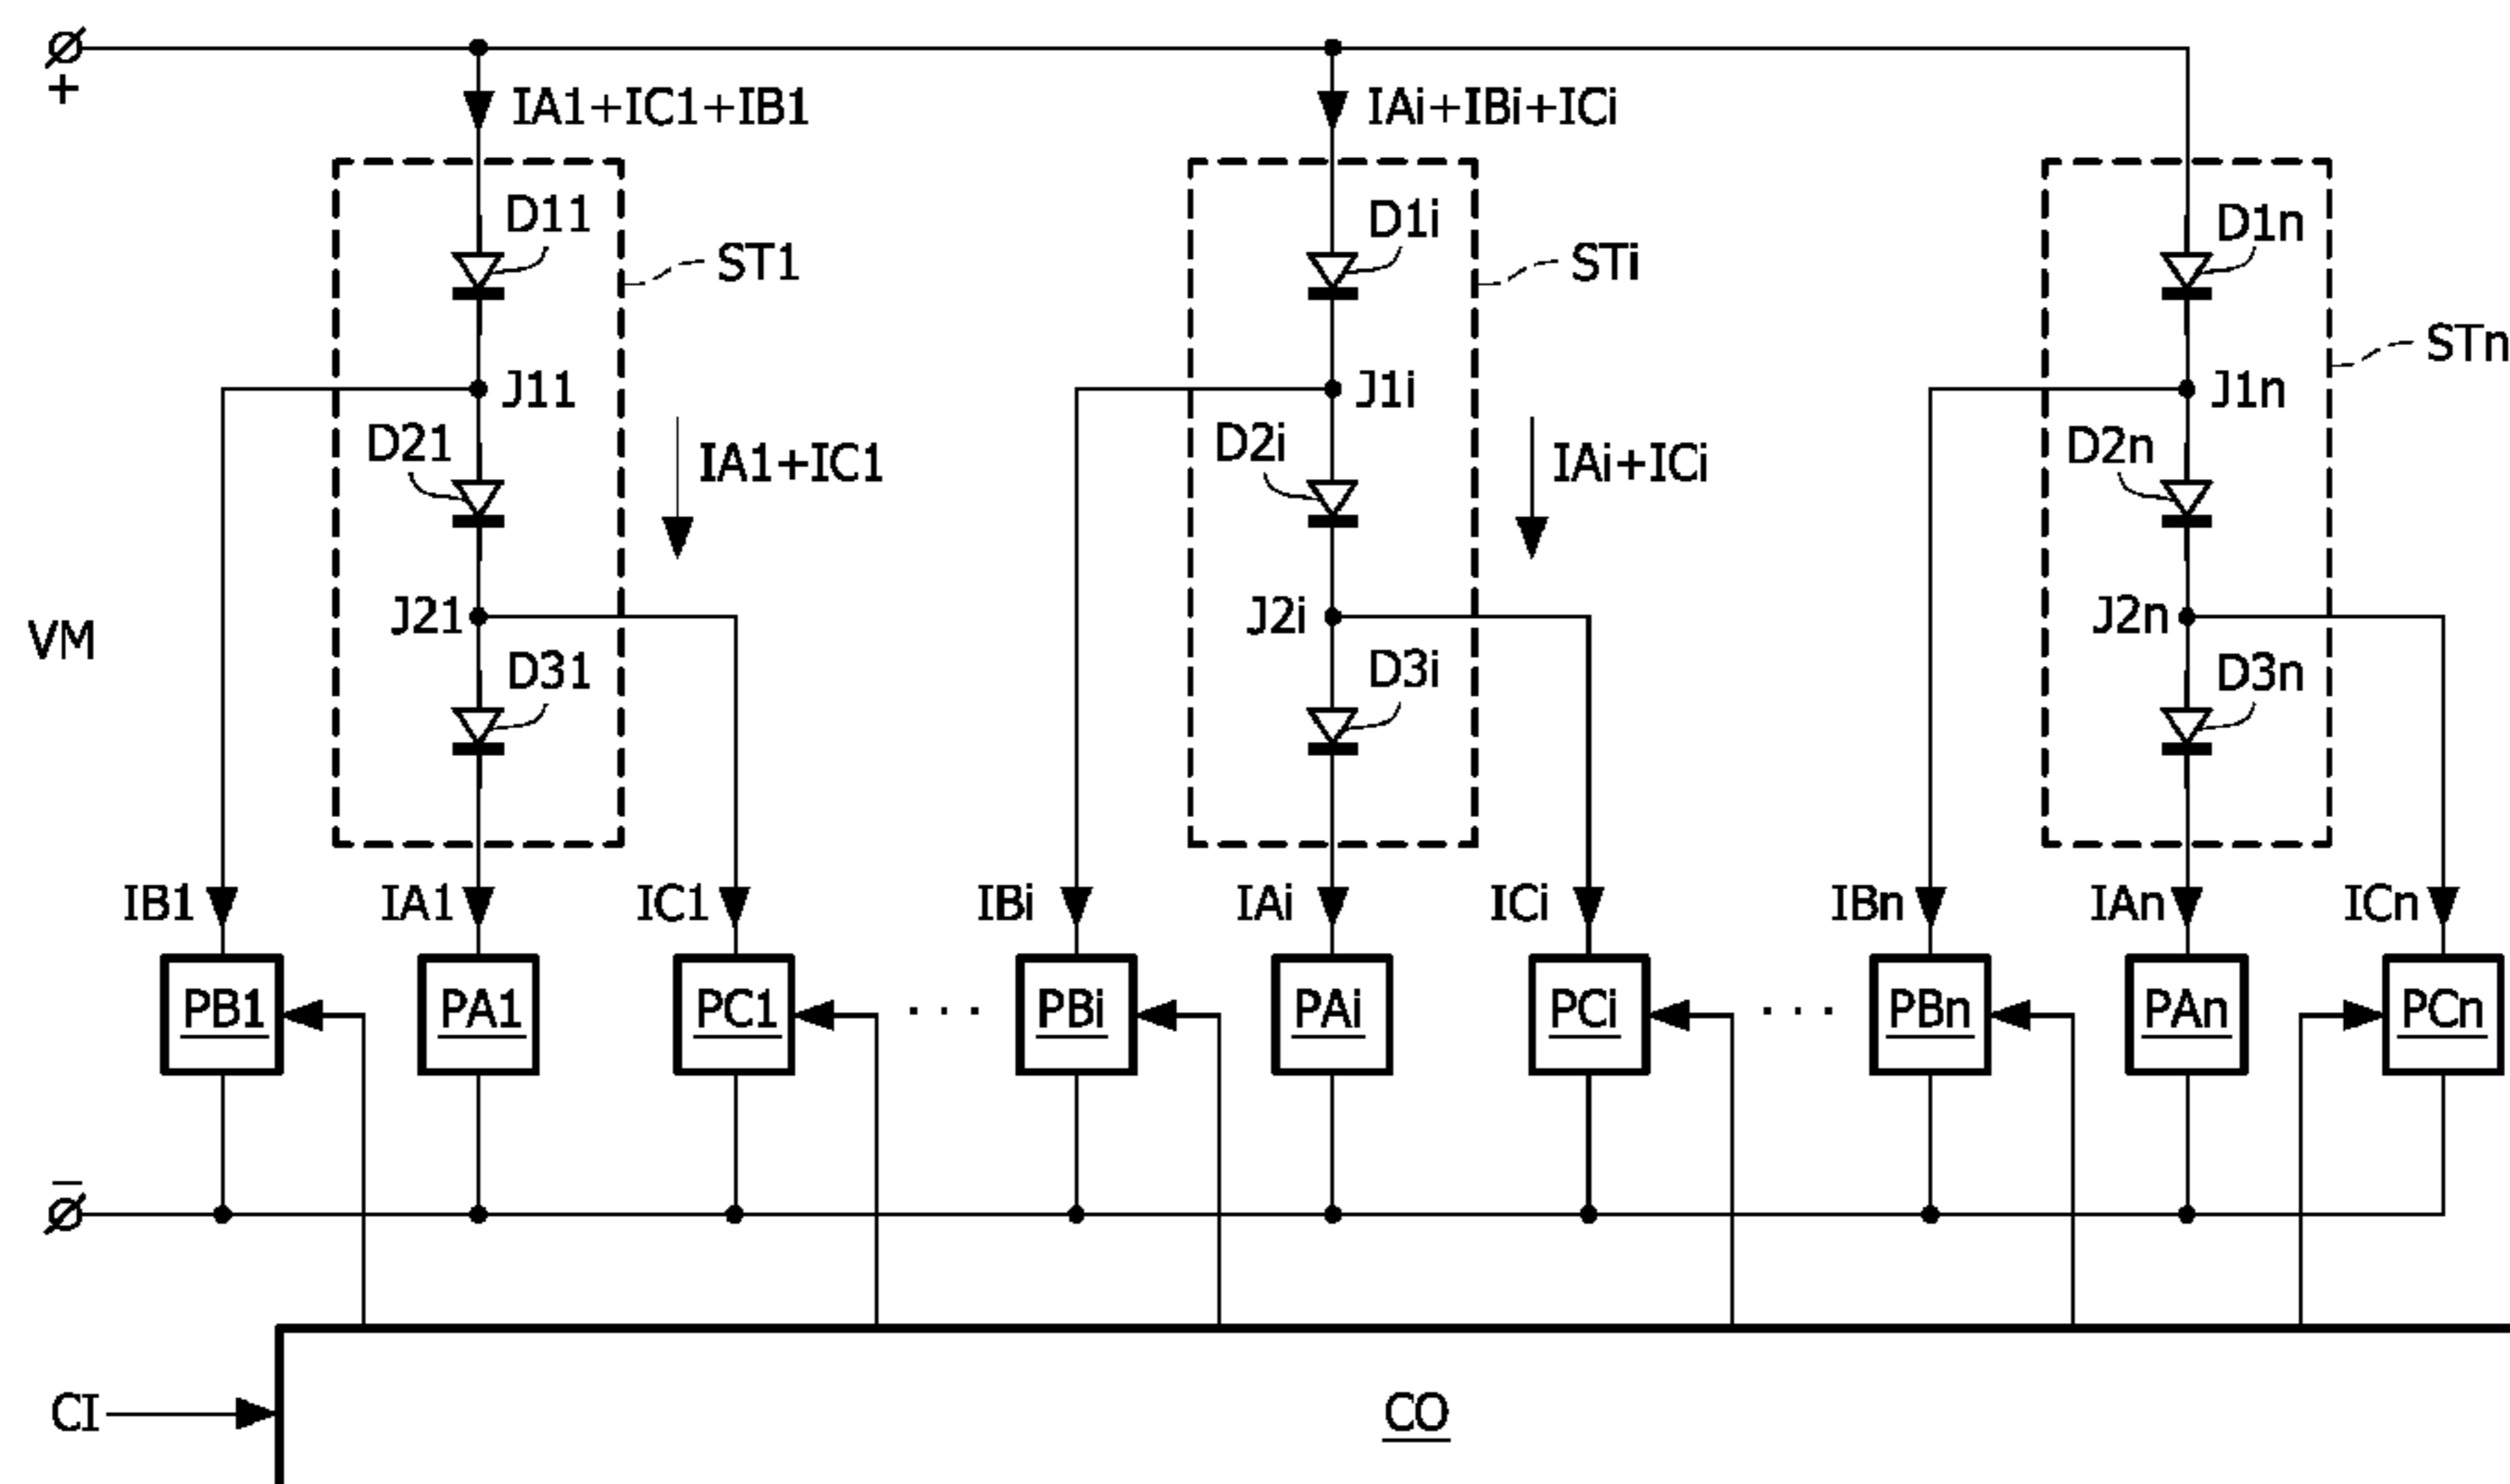 +
IA1+IC1+IB1
IAi+IBi+ICi
D11
D1i
D1n
ST1
STi
STn
J11
J1i
J1n
D21
D2i
D2n
IA1+IC1
IAi+ICi
J21
J2i
J2n
VM
D31
D3i
D3n
IB1
IA1
IC1
IBi
IAi
ICi
IBn
IAn
ICn
PB1
PA1
PC1
...
PBi
PAi
PCi
...
PBn
PAn
PCn
−
CI
CO